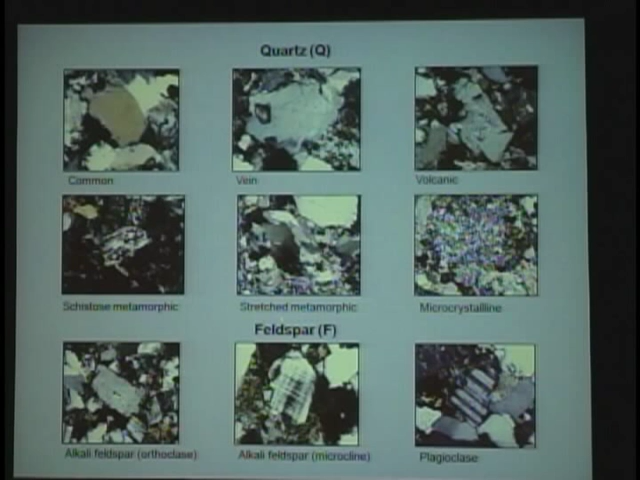 Quartz (Q)
Common
Vein
Volcanic
Schistose metamorphic
Stretched metamorphic
Microcrystalline
Feldspar (F)
Alkali feldspar (orthoclase)
Alkali feldspar (microcline)
Plagioclase